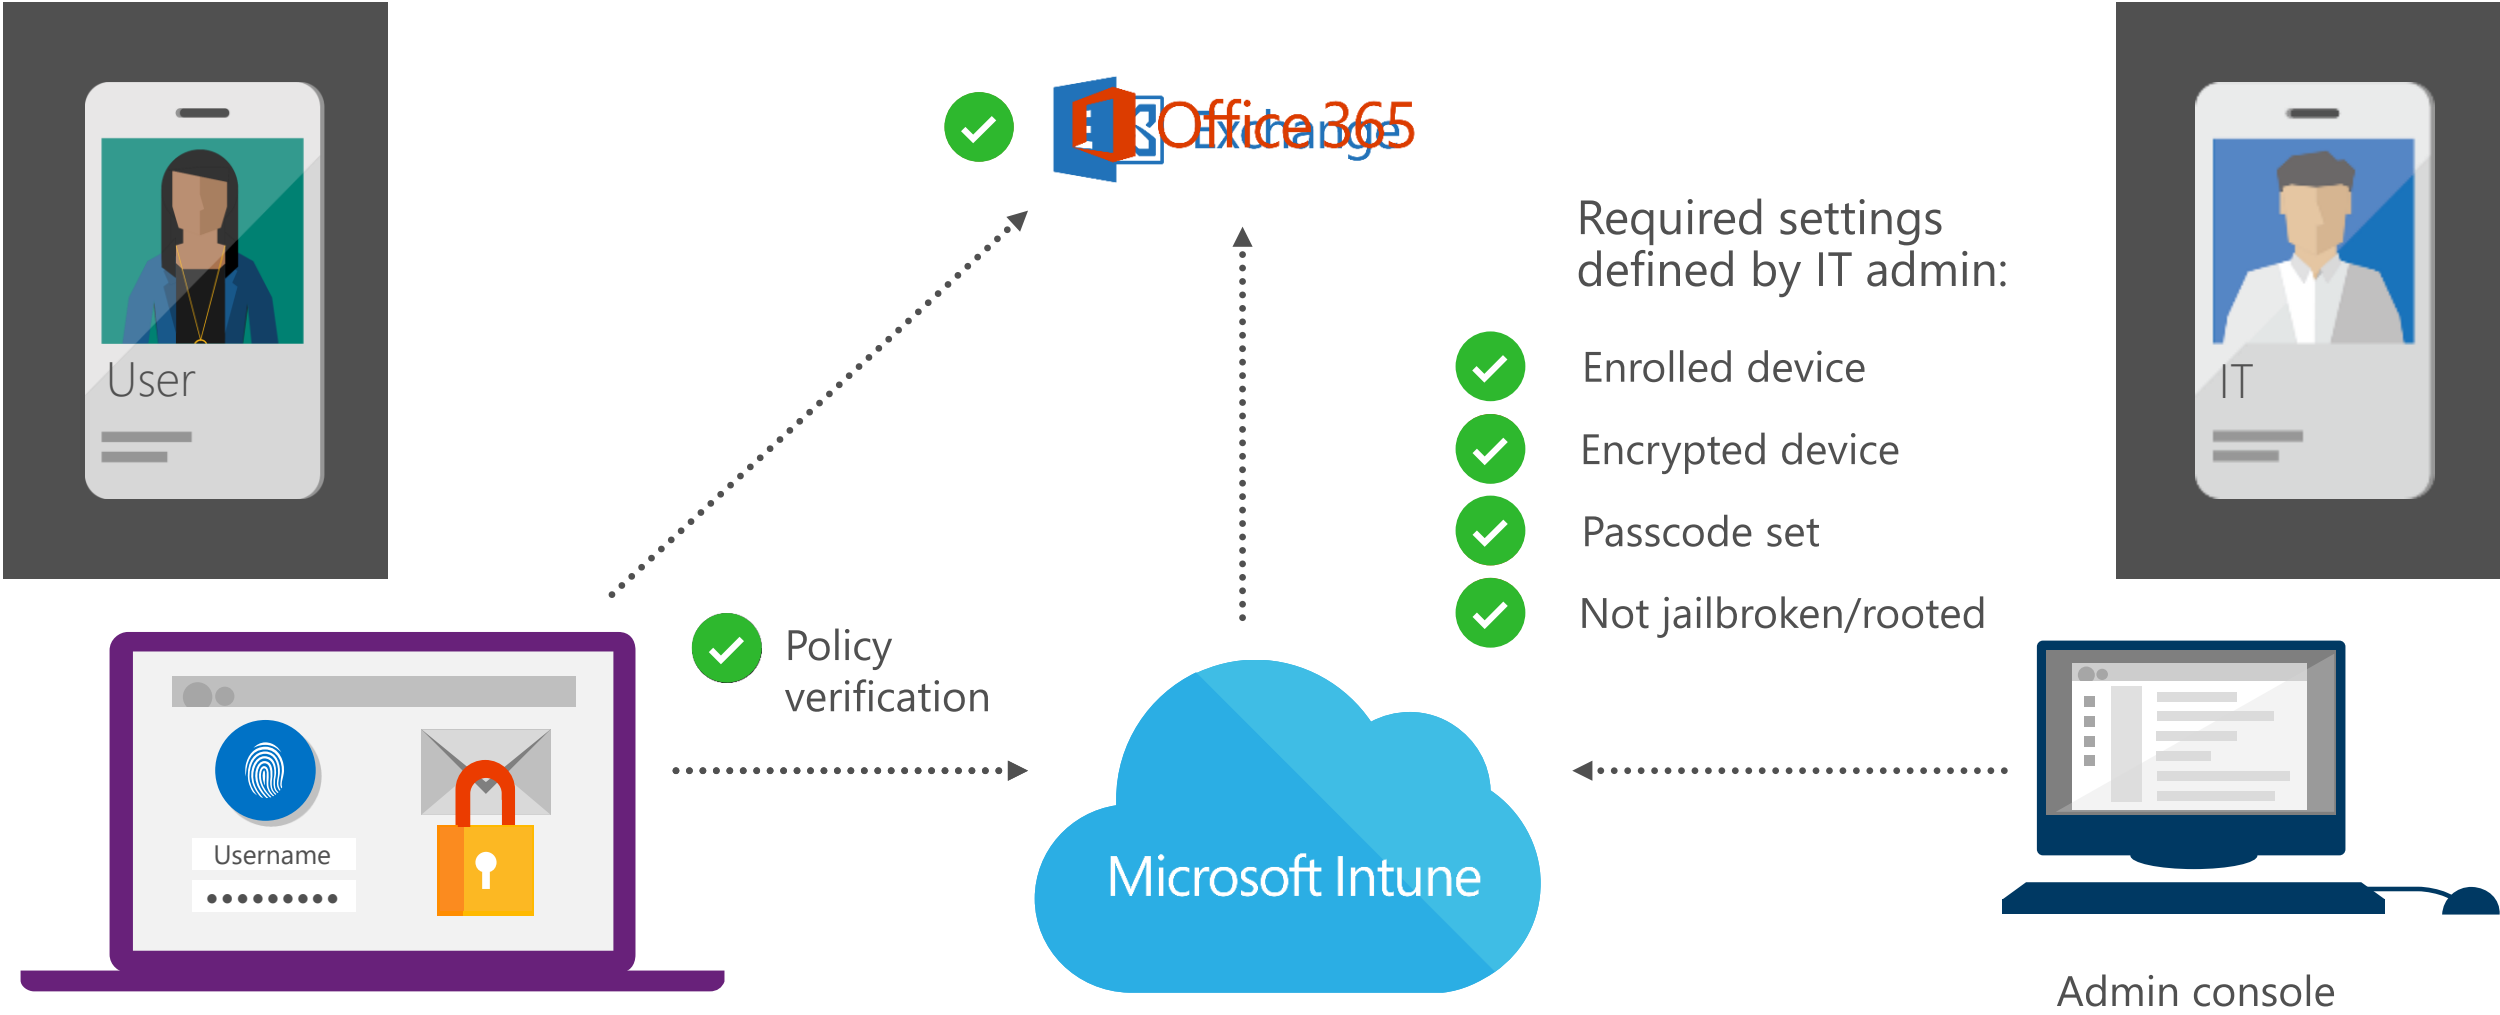 Office 365
Exchange
Required settings
defined by IT admin:
User
IT
Enrolled device
Encrypted device
Passcode set
Not jailbroken/rooted
Policy
verification
Username
Microsoft Intune
Admin console